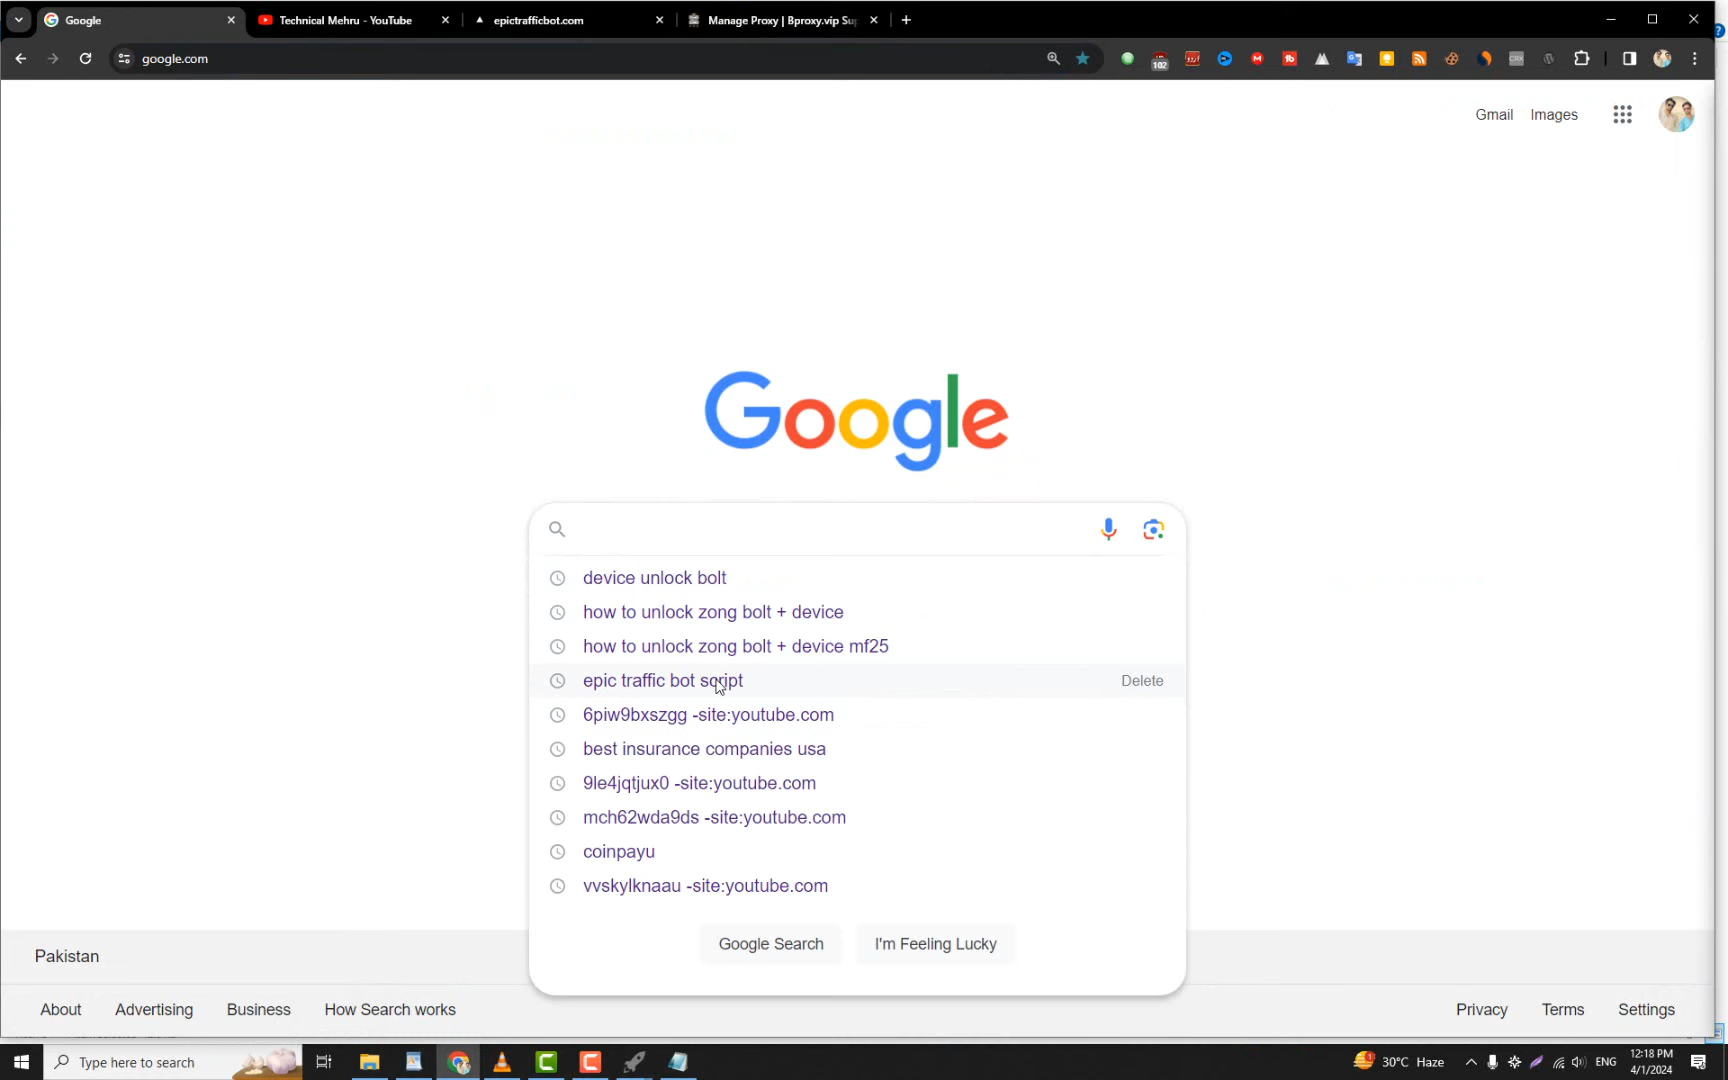 Google
Technical Mehru - YouTube
epictrafficbot.com
Manage Proxy | Bproxy.vip Sup
google.com
102
CRX
Gmail Images
Google
device unlock bolt
how to unlock zong bolt + device
how to unlock zong bolt + device mf25
epic traffic bot script Delete
6piw9bxszgg -site:youtube.com
best insurance companies usa
9le4jqtjux0 -site:youtube.com
mch62wda9ds -site:youtube.com
coinpayu
vvskylknaau -site:youtube.com
Google Search I'm Feeling Lucky
Pakistan
About Advertising Business How Search works Privacy Terms Settings
Type here to search
30°C Haze
ENG
12:18 PM
4/1/2024